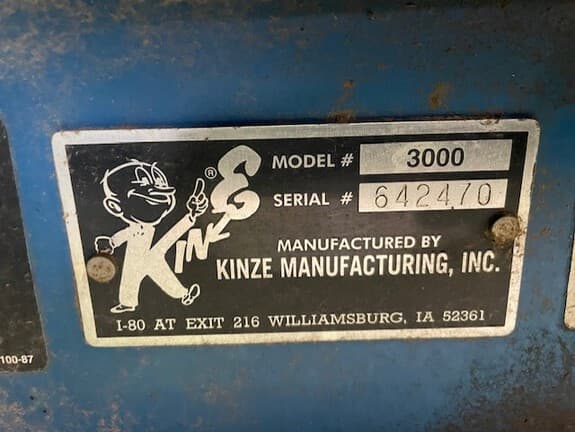 KINZE ®
MODEL # 3000
SERIAL # 642470
MANUFACTURED BY
KINZE MANUFACTURING, INC.
I-80 AT EXIT 216 WILLIAMSBURG, IA 52361
100-87